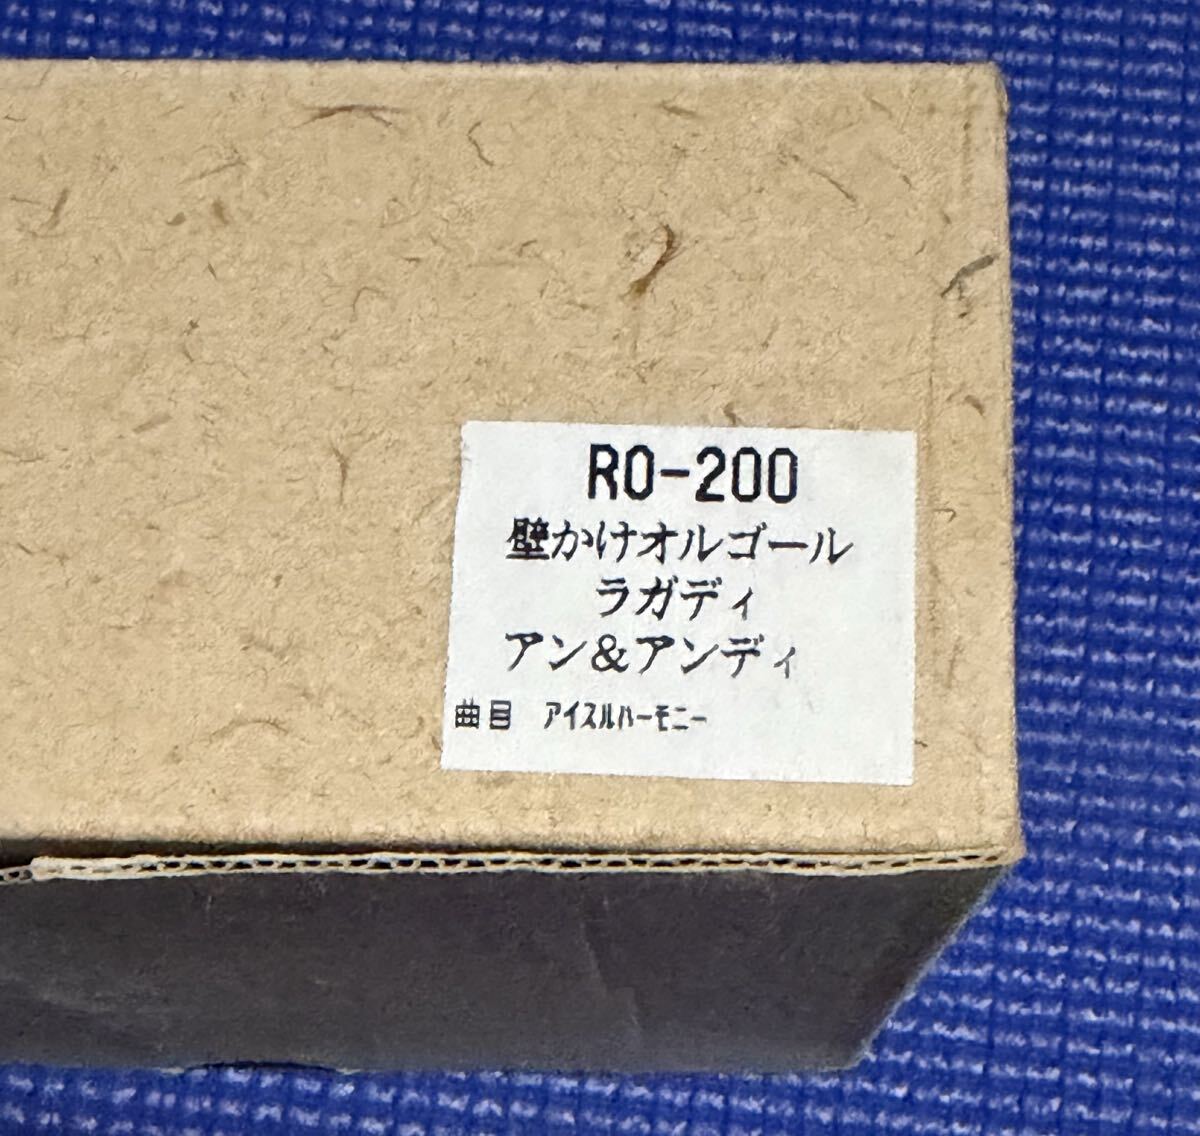 RO-200
壁かけオルゴール
ラガディ
アン&アンディ
曲目 アイスルハーモニー